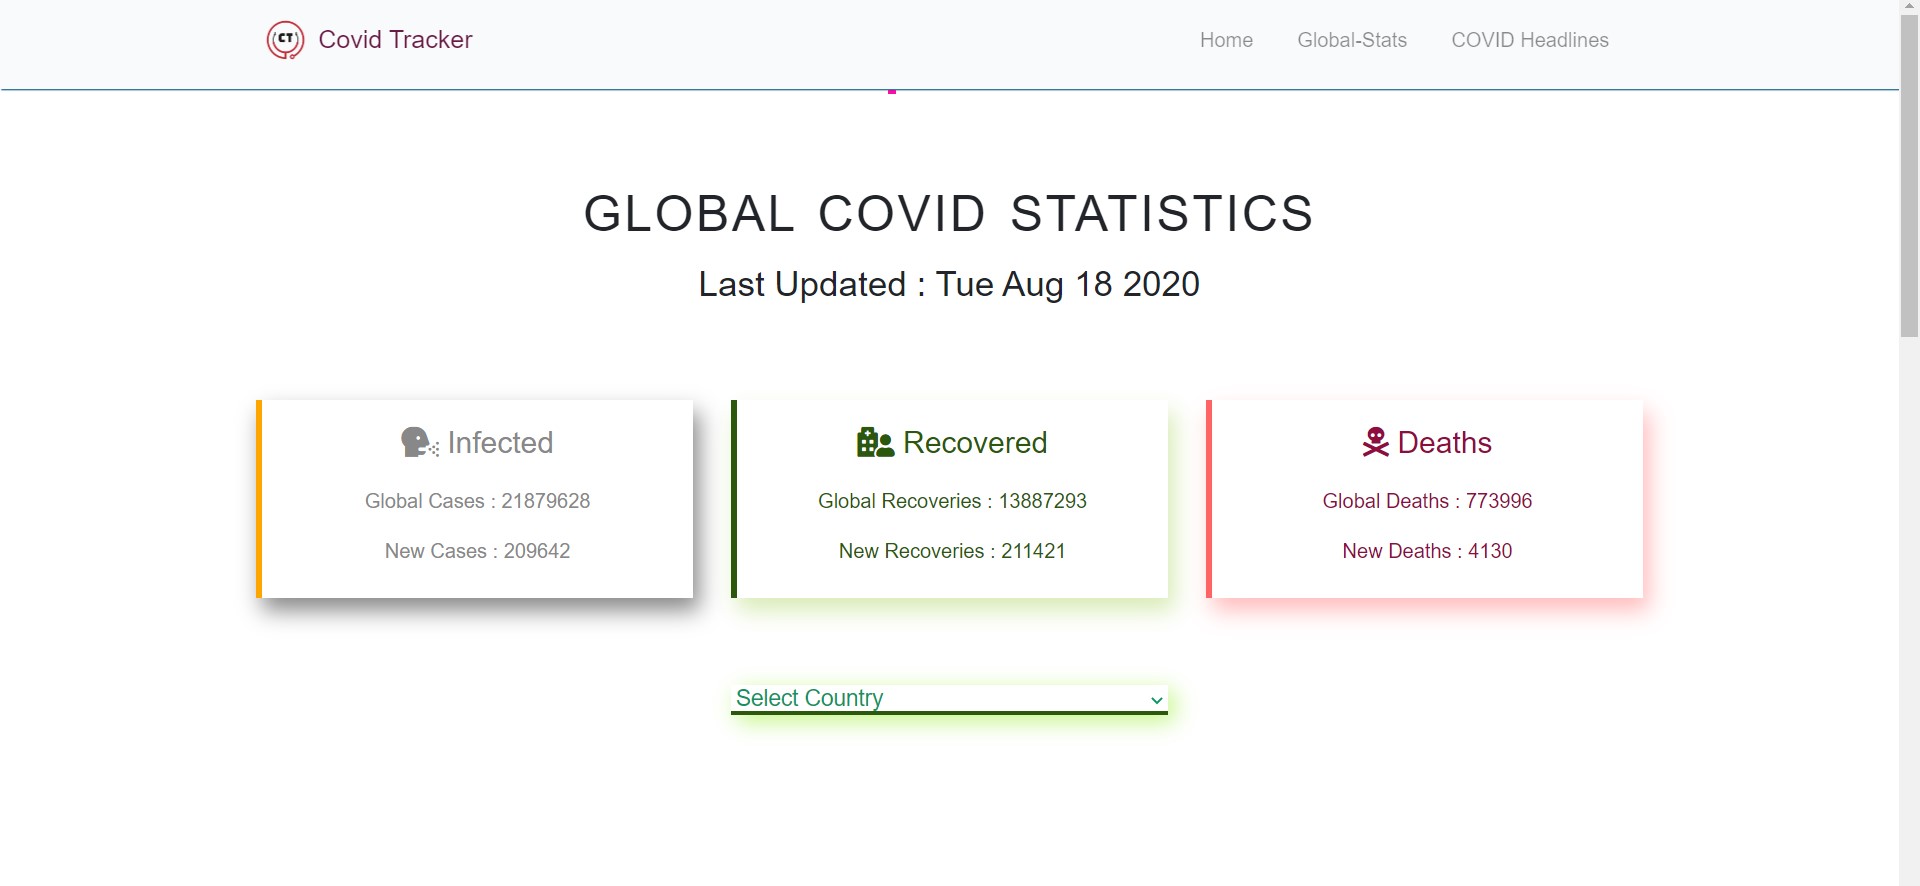 CT Covid Tracker Home Global-Stats COVID Headlines
GLOBAL COVID STATISTICS
Last Updated : Tue Aug 18 2020
Infected
Global Cases : 21879628
New Cases : 209642
Recovered
Global Recoveries : 13887293
New Recoveries : 211421
Deaths
Global Deaths : 773996
New Deaths : 4130
Select Country